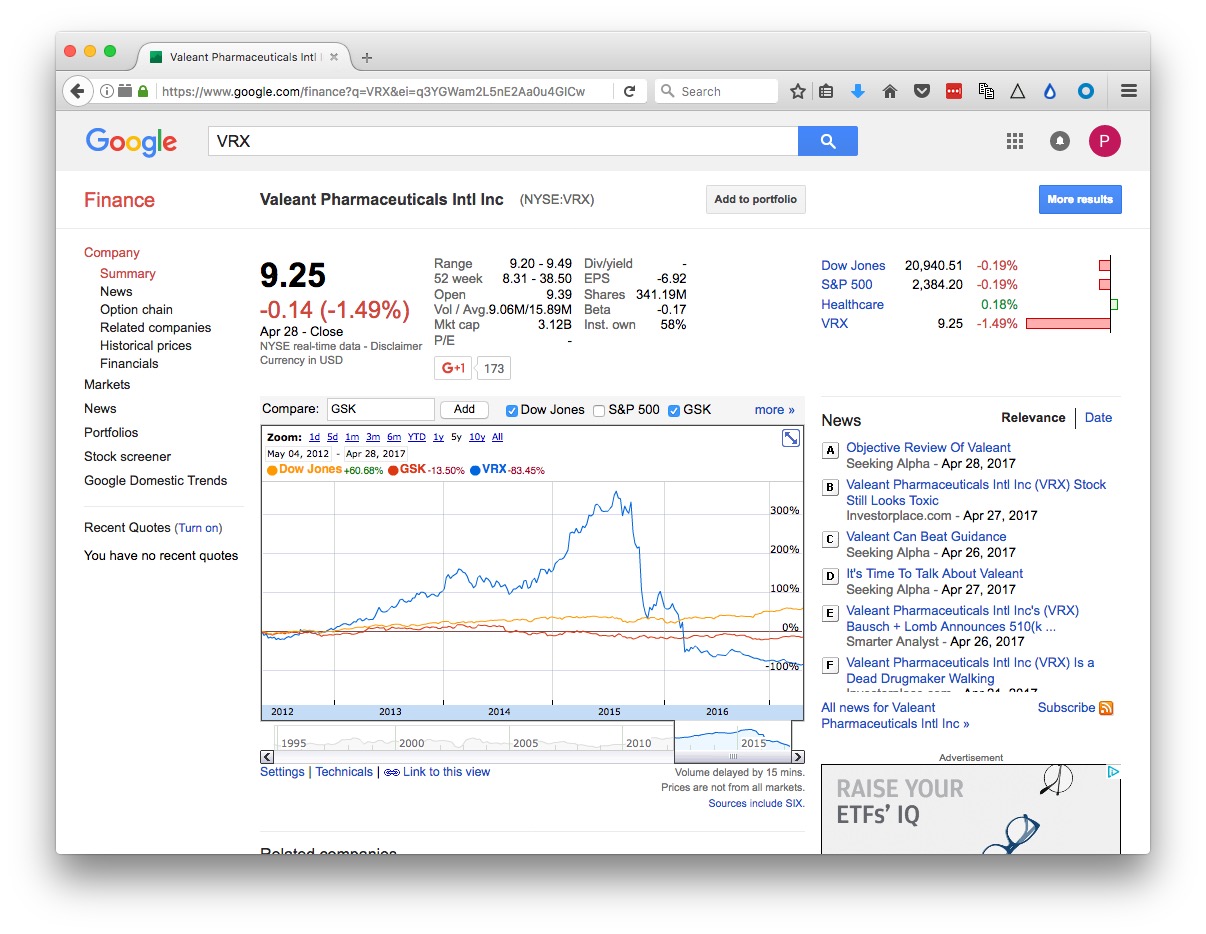 Valeant Pharmaceuticals Intl
https://www.google.com/finance?q=VRX&ei=q3YGWam2L5nE2Aa0u4GICw
Search
Google
VRX
P
Finance
Valeant Pharmaceuticals Intl Inc (NYSE:VRX)
Add to portfolio
More results
Company
Summary
News
Option chain
Related companies
Historical prices
Financials
Markets
News
Portfolios
Stock screener
Google Domestic Trends
Recent Quotes (Turn on)
You have no recent quotes
9.25
-0.14 (-1.49%)
Apr 28 - Close
NYSE real-time data - Disclaimer
Currency in USD
Range 9.20 - 9.49
52 week 8.31 - 38.50
Open 9.39
Vol / Avg. 9.06M/15.89M
Mkt cap 3.12B
P/E -
Div/yield -
EPS -6.92
Shares 341.19M
Beta -0.17
Inst. own 58%
G+1 173
Dow Jones 20,940.51 -0.19%
S&P 500 2,384.20 -0.19%
Healthcare 0.18%
VRX 9.25 -1.49%
Compare: GSK Add Dow Jones S&P 500 GSK more »
Zoom: 1d 5d 1m 3m 6m YTD 1y 5y 10y All
May 04, 2012 - Apr 28, 2017
Dow Jones +60.68% GSK -13.50% VRX -83.45%
300%
200%
100%
0%
-100%
2012 2013 2014 2015 2016
1995 2000 2005 2010 2015
Settings | Technicals | Link to this view
Volume delayed by 15 mins.
Prices are not from all markets.
Sources include SIX.
Related companies
News
Relevance Date
A Objective Review Of Valeant
Seeking Alpha - Apr 28, 2017
B Valeant Pharmaceuticals Intl Inc (VRX) Stock
Still Looks Toxic
Investorplace.com - Apr 27, 2017
C Valeant Can Beat Guidance
Seeking Alpha - Apr 26, 2017
D It's Time To Talk About Valeant
Seeking Alpha - Apr 27, 2017
E Valeant Pharmaceuticals Intl Inc's (VRX)
Bausch + Lomb Announces 510(k ...
Smarter Analyst - Apr 26, 2017
F Valeant Pharmaceuticals Intl Inc (VRX) Is a
Dead Drugmaker Walking
All news for Valeant
Pharmaceuticals Intl Inc »
Subscribe
Advertisement
RAISE YOUR
ETFs' IQ